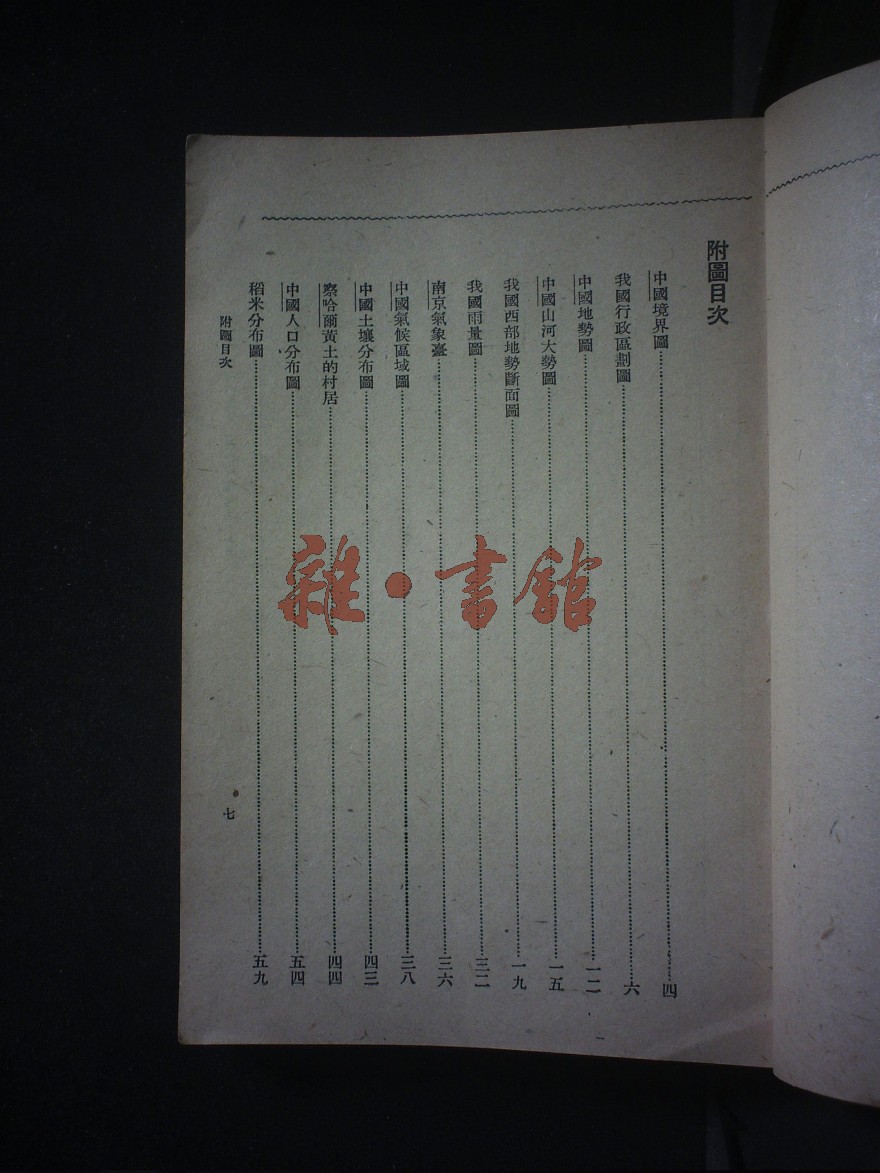 附圖目次
中國境界圖……四
我國行政區劃圖……六
中國地勢圖……一二
中國山河大勢圖……一五
我國西部地勢斷面圖……一九
我國雨量圖……三二
南京氣象臺……三六
中國氣候區域圖……三八
中國土壤分布圖……四三
察哈爾黃土的村居……四四
中國人口分布圖……五四
稻米分布圖……五九
附圖目次
七
雜·書館